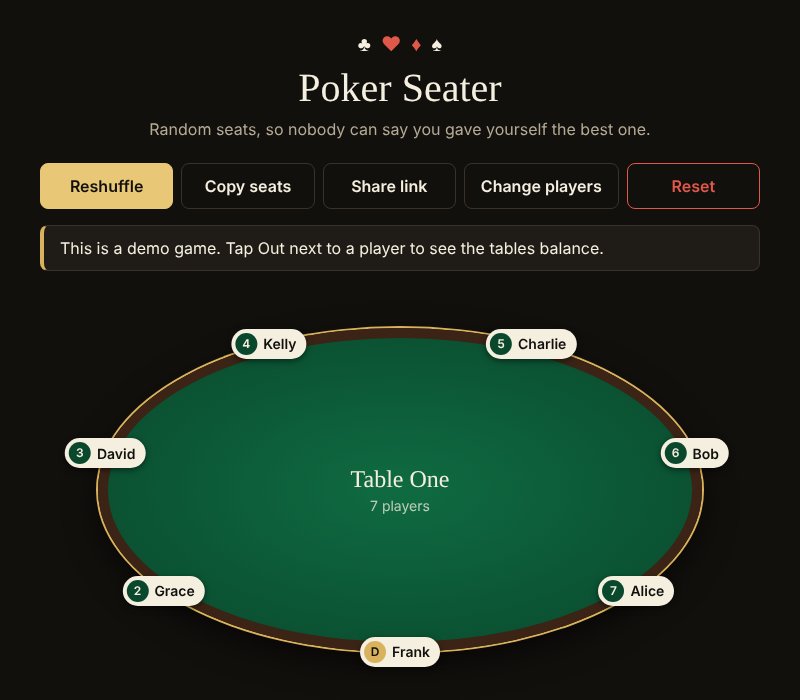 ♣ ♥ ♦ ♠
Poker Seater
Random seats, so nobody can say you gave yourself the best one.
Reshuffle
Copy seats
Share link
Change players
Reset
This is a demo game. Tap Out next to a player to see the tables balance.
4 Kelly
5 Charlie
3 David
6 Bob
Table One
7 players
2 Grace
7 Alice
D Frank